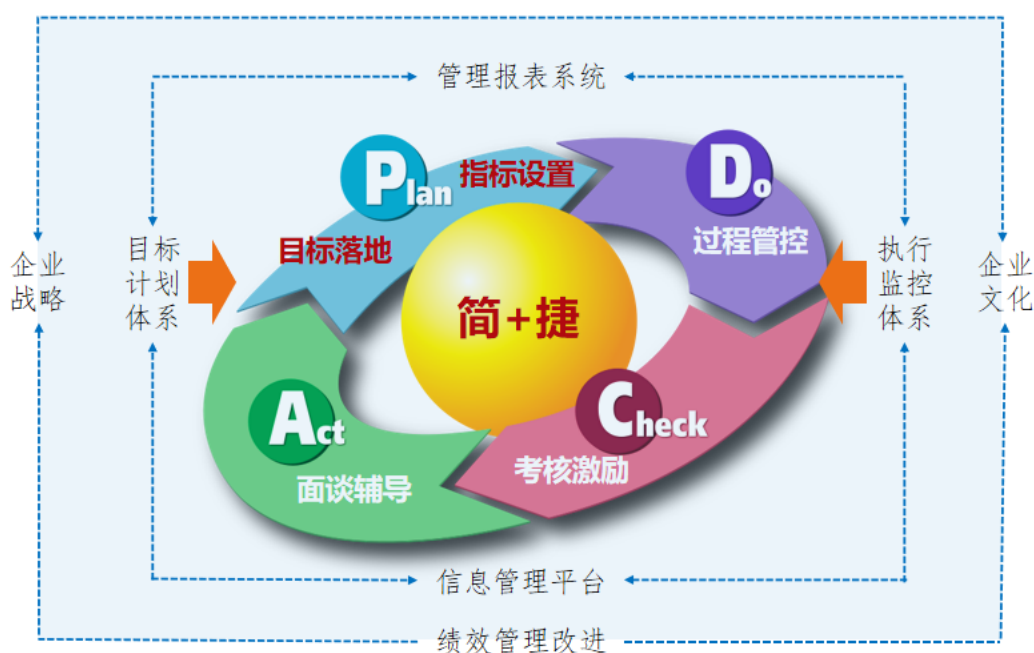 管理报表系统
Plan
指标设置
目标落地
Do
过程管控
企业
战略
目标
计划
体系
简+捷
执行
监控
体系
企业
文化
Act
面谈辅导
Check
考核激励
信息管理平台
绩效管理改进